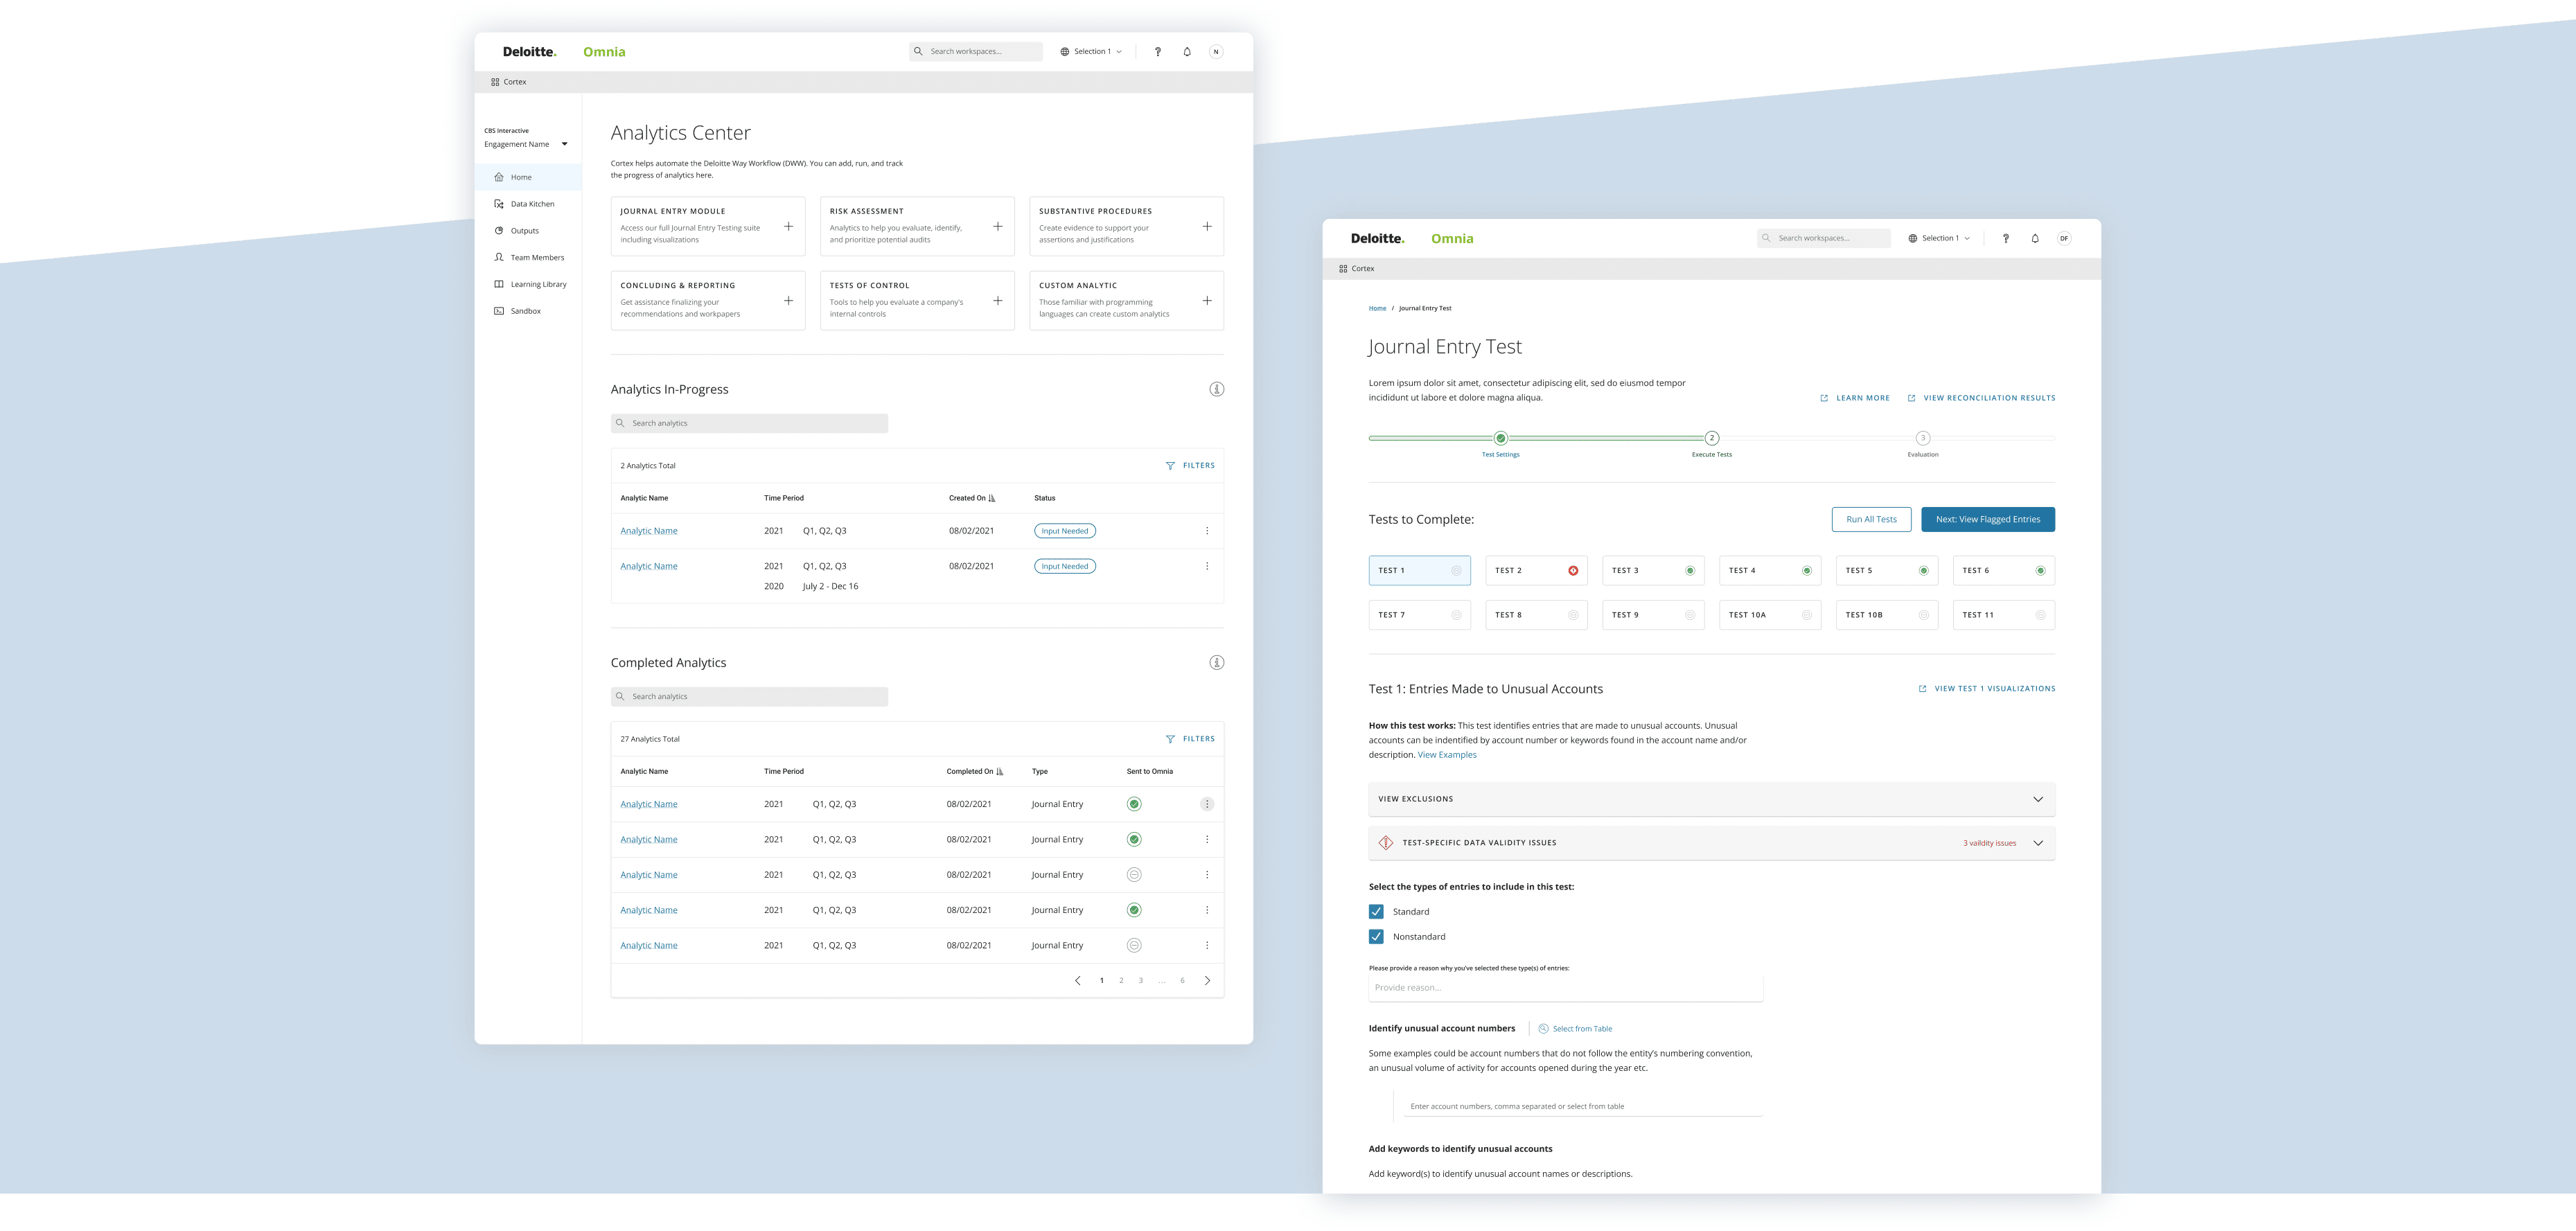 Deloitte.
Omnia
Search workspaces...
Selection 1
N
Cortex
CBS Interactive
Engagement Name
Home
Data Kitchen
Outputs
Team Members
Learning Library
Sandbox
Analytics Center
Cortex helps automate the Deloitte Way Workflow (DWW). You can add, run, and track
the progress of analytics here.
JOURNAL ENTRY MODULE
Access our full Journal Entry Testing suite
including visualizations
RISK ASSESSMENT
Analytics to help you evaluate, identify,
and prioritize potential audits
SUBSTANTIVE PROCEDURES
Create evidence to support your
assertions and justifications
CONCLUDING & REPORTING
Get assistance finalizing your
recommendations and workpapers
TESTS OF CONTROL
Tools to help you evaluate a company's
internal controls
CUSTOM ANALYTIC
Those familiar with programming
languages can create custom analytics
Analytics In-Progress
Search analytics
2 Analytics Total
FILTERS
Analytic Name Time Period Created On Status
Analytic Name 2021 Q1, Q2, Q3 08/02/2021 Input Needed
Analytic Name 2021 Q1, Q2, Q3 08/02/2021 Input Needed
2020 July 2 - Dec 16
Completed Analytics
Search analytics
27 Analytics Total
FILTERS
Analytic Name Time Period Completed On Type Sent to Omnia
Analytic Name 2021 Q1, Q2, Q3 08/02/2021 Journal Entry
Analytic Name 2021 Q1, Q2, Q3 08/02/2021 Journal Entry
Analytic Name 2021 Q1, Q2, Q3 08/02/2021 Journal Entry
Analytic Name 2021 Q1, Q2, Q3 08/02/2021 Journal Entry
Analytic Name 2021 Q1, Q2, Q3 08/02/2021 Journal Entry
1 2 3 ... 6
Deloitte.
Omnia
Search workspaces...
Selection 1
DF
Cortex
Home / Journal Entry Test
Journal Entry Test
Lorem ipsum dolor sit amet, consectetur adipiscing elit, sed do eiusmod tempor
incididunt ut labore et dolore magna aliqua.
LEARN MORE
VIEW RECONCILIATION RESULTS
2
3
Test Settings
Execute Tests
Evaluation
Tests to Complete:
Run All Tests
Next: View Flagged Entries
TEST 1
TEST 2
TEST 3
TEST 4
TEST 5
TEST 6
TEST 7
TEST 8
TEST 9
TEST 10A
TEST 10B
TEST 11
Test 1: Entries Made to Unusual Accounts
VIEW TEST 1 VISUALIZATIONS
How this test works: This test identifies entries that are made to unusual accounts. Unusual
accounts can be indentified by account number or keywords found in the account name and/or
description. View Examples
VIEW EXCLUSIONS
TEST-SPECIFIC DATA VALIDITY ISSUES
3 validity issues
Select the types of entries to include in this test:
Standard
Nonstandard
Please provide a reason why you've selected these type(s) of entries:
Provide reason...
Identify unusual account numbers
Select from Table
Some examples could be account numbers that do not follow the entity's numbering convention,
an unusual volume of activity for accounts opened during the year etc.
Enter account numbers, comma separated or select from table
Add keywords to identify unusual accounts
Add keyword(s) to identify unusual account names or descriptions.